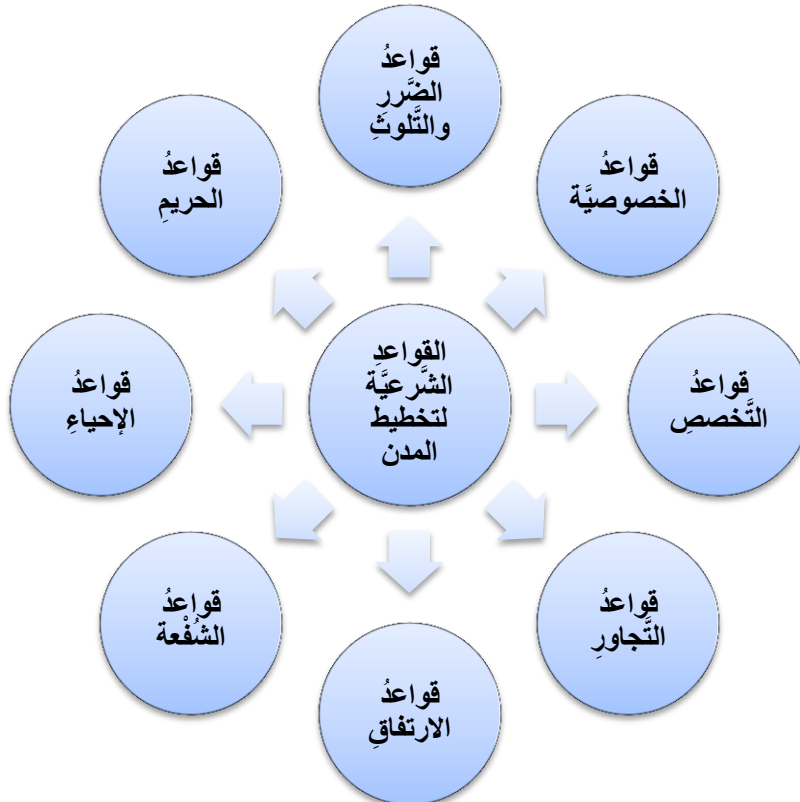 قواعدُ
الضَّررِ
والتَّلوثِ
قواعدُ
الخصوصيَّة
قواعدُ
التَّخصصِ
قواعدُ
التَّجاورِ
قواعدُ
الارتفاقِ
قواعدُ
الشُفْعة
قواعدُ
الإحياءِ
قواعدُ
الحريمِ
القواعدِ
الشَّرعيَّة
لتخطيط
المدن